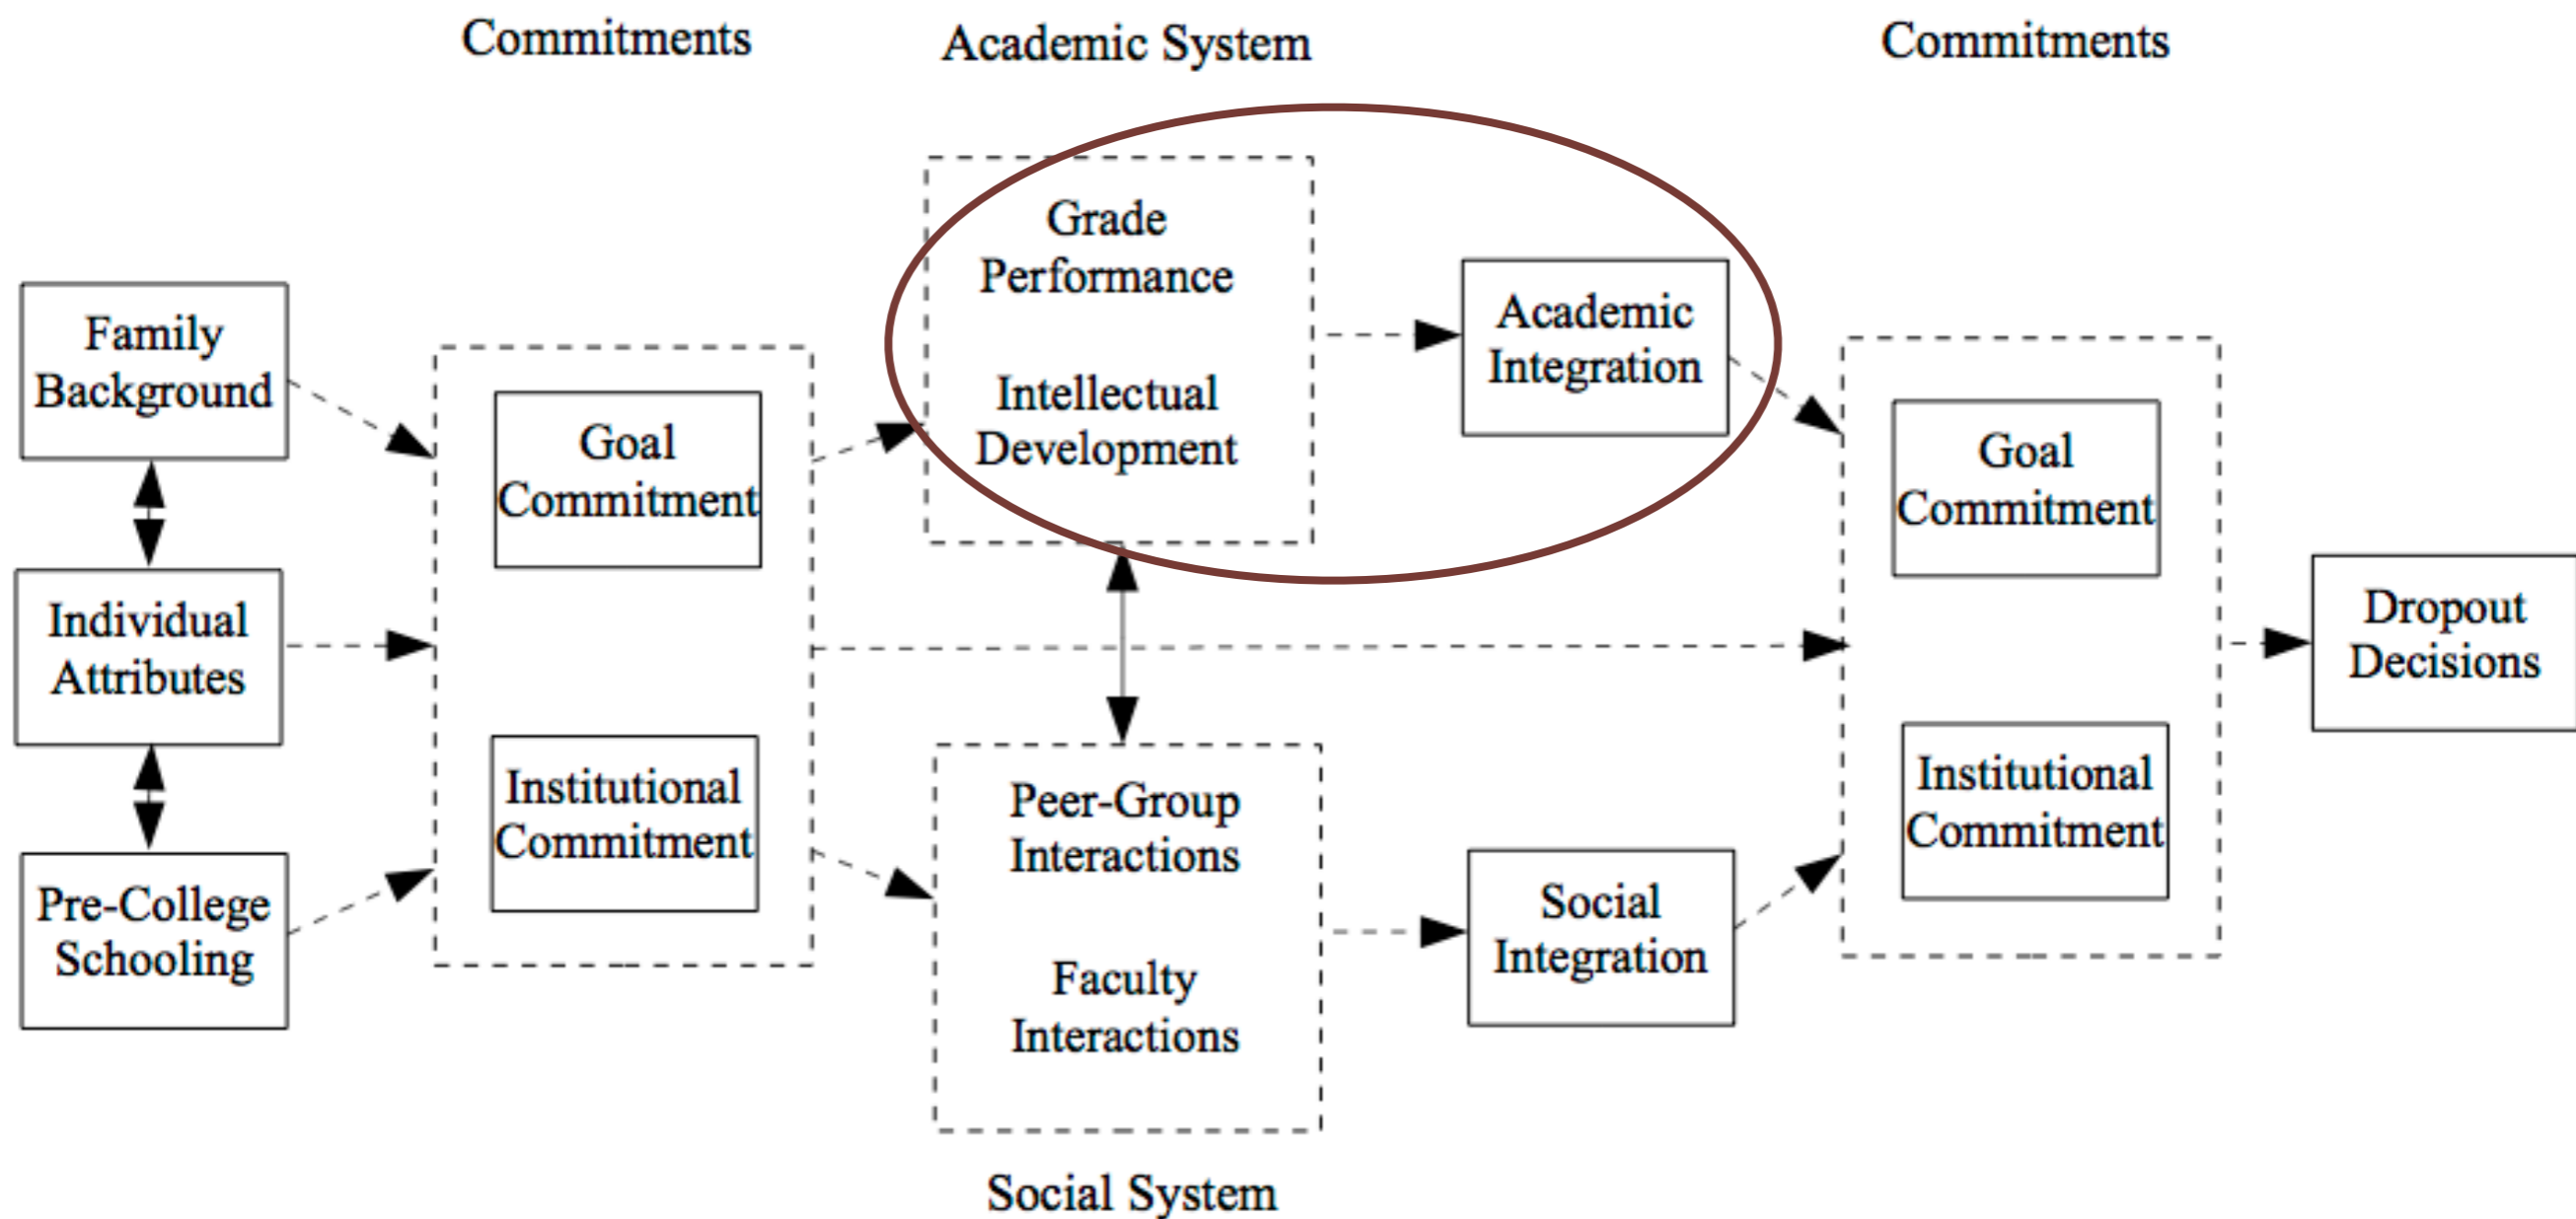 Commitments
Academic System
Commitments
Family
Background
Individual
Attributes
Pre-College
Schooling
Goal
Commitment
Institutional
Commitment
Grade
Performance
Intellectual
Development
Academic
Integration
Peer-Group
Interactions
Faculty
Interactions
Social System
Social
Integration
Goal
Commitment
Institutional
Commitment
Dropout
Decisions